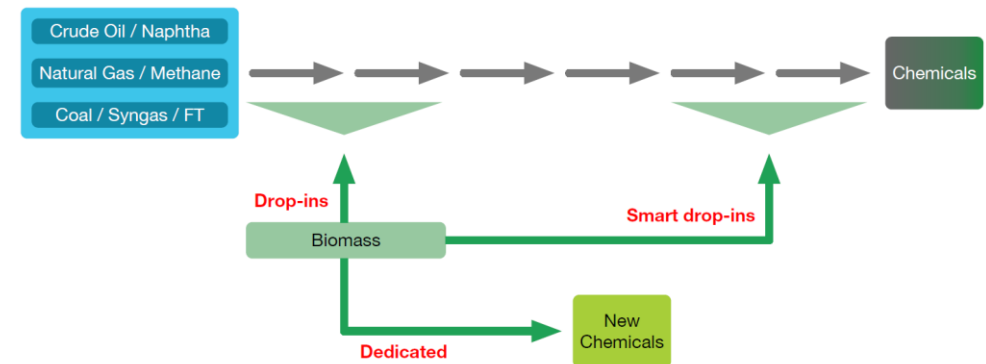 Crude Oil / Naphtha
Natural Gas / Methane
Coal / Syngas / FT
Chemicals
Drop-ins
Smart drop-ins
Biomass
New
Chemicals
Dedicated